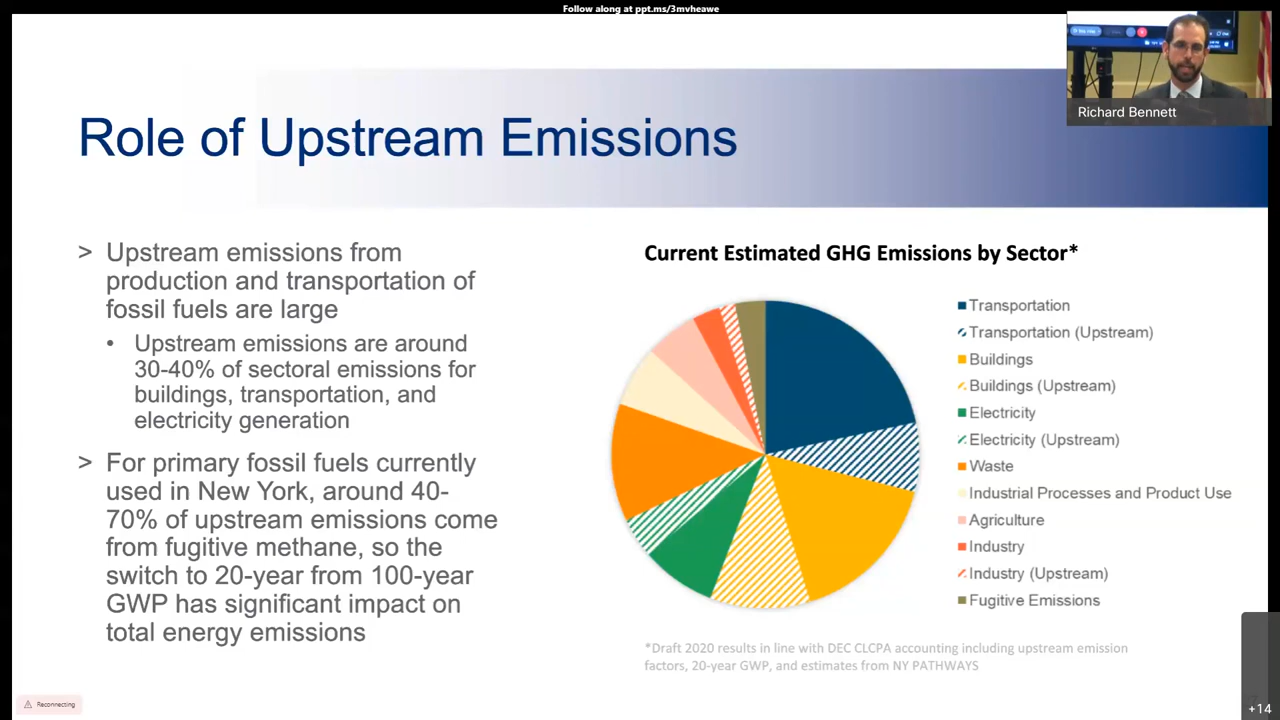 Follow along at ppt.ms/3mvheawe
Richard Bennett
Role of Upstream Emissions
> Upstream emissions from
production and transportation of
fossil fuels are large
• Upstream emissions are around
30-40% of sectoral emissions for
buildings, transportation, and
electricity generation
> For primary fossil fuels currently
used in New York, around 40-
70% of upstream emissions come
from fugitive methane, so the
switch to 20-year from 100-year
GWP has significant impact on
total energy emissions
Current Estimated GHG Emissions by Sector*
Transportation
Transportation (Upstream)
Buildings
Buildings (Upstream)
Electricity
Electricity (Upstream)
Waste
Industrial Processes and Product Use
Agriculture
Industry
Industry (Upstream)
Fugitive Emissions
*Draft 2020 results in line with DEC CLCPA accounting including upstream emission
factors, 20-year GWP, and estimates from NY PATHWAYS
Reconnecting
+14